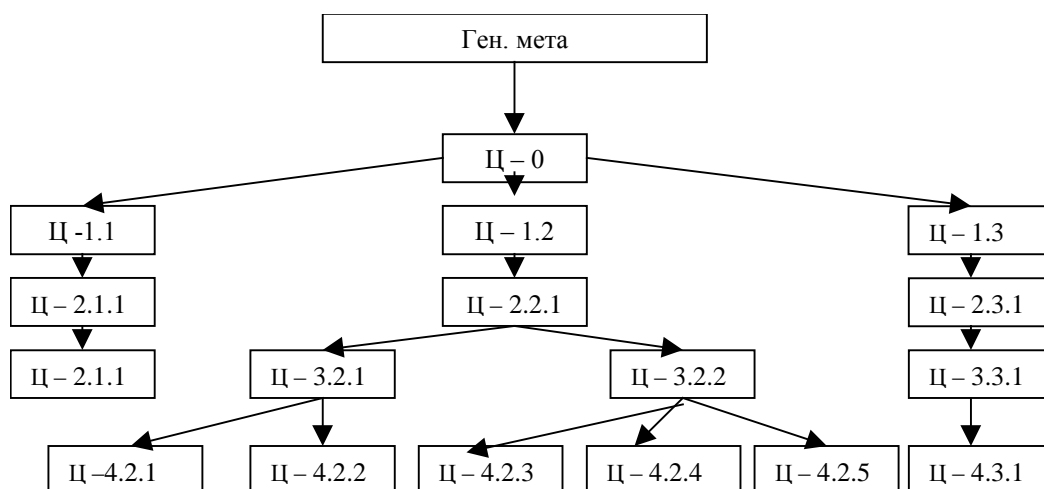 Ген. мета
Ц – 0
Ц -1.1
Ц – 1.2
Ц – 1.3
Ц – 2.1.1
Ц – 2.2.1
Ц – 2.3.1
Ц – 2.1.1
Ц – 3.2.1
Ц – 3.2.2
Ц – 3.3.1
Ц –4.2.1
Ц – 4.2.2
Ц – 4.2.3
Ц – 4.2.4
Ц – 4.2.5
Ц – 4.3.1